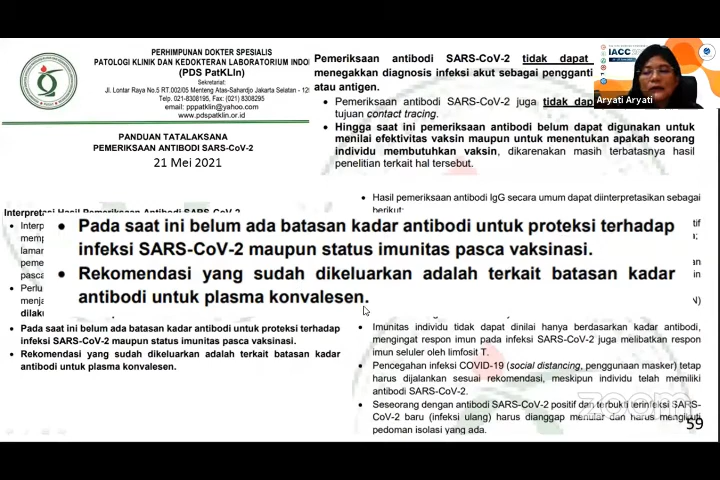 PERHIMPUNAN DOKTER SPESIALIS
PATOLOGI KLINIK DAN KEDOKTERAN LABORATORIUM
(PDS PatKLIn)
Sekretariat:
Jl. Lontar Raya No.5 RT.002/05 Menteng Atas-Sahardjo Jakarta Selatan -
Telp. 021-8308195, Fax: (021) 8308295
email: pppatklin@yahoo.com
www.pdspatklin.or.id
PANDUAN TATALAKSANA
PEMERIKSAAN ANTIBODI SARS-CoV-2
21 Mei 2021
Pemeriksaan antibodi SARS-CoV-2 tidak dapat
menegakkan diagnosis infeksi akut sebagai pengganti
atau antigen.
• Pemeriksaan antibodi SARS-CoV-2 juga tidak
tujuan contact tracing.
• Hingga saat ini pemeriksaan antibodi belum dapat digunakan untuk
menilai efektivitas vaksin maupun untuk menentukan apakah seorang
individu membutuhkan vaksin, dikarenakan masih terbatasnya hasil
penelitian terkait hal tersebut.
IACC
Aryati Aryati
• Hasil pemeriksaan antibodi IgG secara umum dapat diinterpretasikan sebagai
berikut:
Interpretasi Hasil Pemeriksaan Antibodi SARS-CoV-2
• Pada saat ini belum ada batasan kadar antibodi untuk proteksi terhadap
infeksi SARS-CoV-2 maupun status imunitas pasca vaksinasi.
• Rekomendasi yang sudah dikeluarkan adalah terkait batasan kadar
antibodi untuk plasma konvalesen.
• Pada saat ini belum ada batasan kadar antibodi untuk proteksi terhadap
infeksi SARS-CoV-2 maupun status imunitas pasca vaksinasi.
• Rekomendasi yang sudah dikeluarkan adalah terkait batasan kadar
antibodi untuk plasma konvalesen.
• Imunitas individu tidak dapat dinilai hanya berdasarkan kadar antibodi,
mengingat respon imun pada infeksi SARS-CoV-2 juga melibatkan respon
imun seluler oleh limfosit T.
• Pencegahan infeksi COVID-19 (social distancing, penggunaan masker) tetap
harus dijalankan sesuai rekomendasi, meskipun individu telah memiliki
antibodi SARS-CoV-2.
• Seseorang dengan antibodi SARS-CoV-2 positif dan terbukti terinfeksi SARS-
CoV-2 baru (infeksi ulang) harus dianggap menular dan harus mengikuti
pedoman isolasi yang ada.
zoom
59